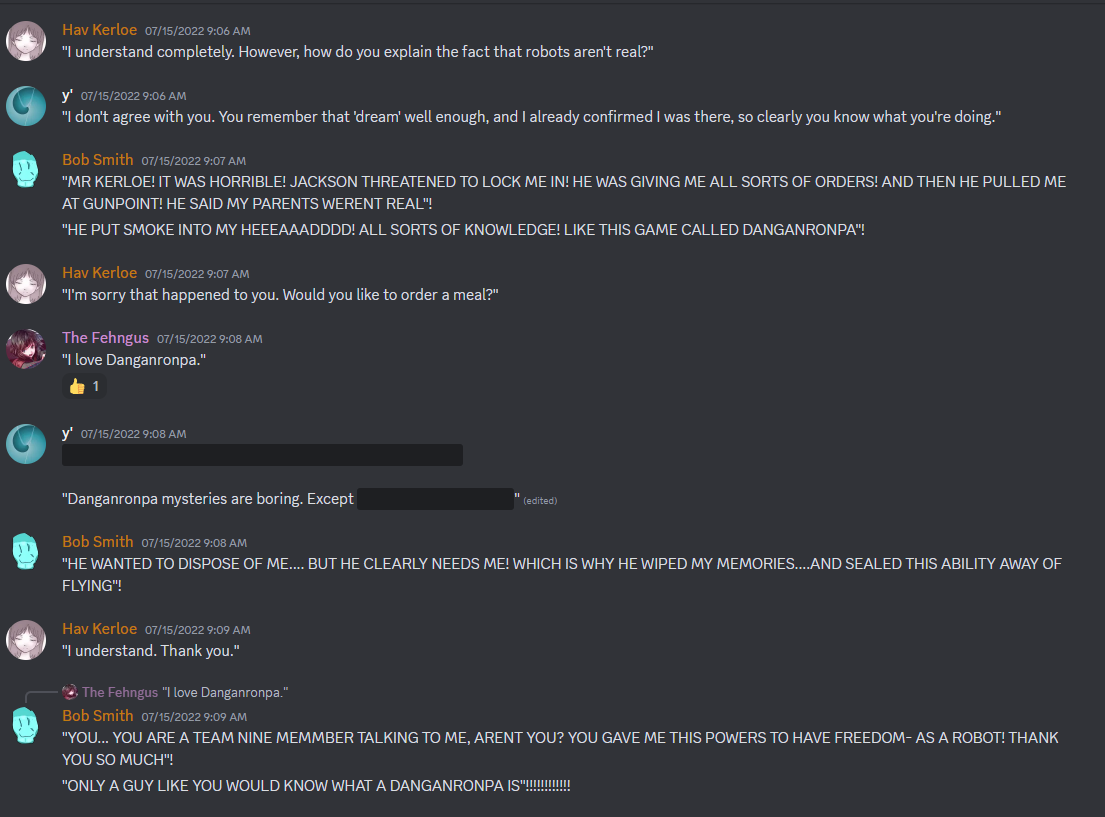 Hav Kerloe 07/15/2022 9:06 AM
"I understand completely. However, how do you explain the fact that robots aren't real?"
y' 07/15/2022 9:06 AM
"I don't agree with you. You remember that 'dream' well enough, and I already confirmed I was there, so clearly you know what you're doing."
Bob Smith 07/15/2022 9:07 AM
"MR KERLOE! IT WAS HORRIBLE! JACKSON THREATENED TO LOCK ME IN! HE WAS GIVING ME ALL SORTS OF ORDERS! AND THEN HE PULLED ME
AT GUNPOINT! HE SAID MY PARENTS WERENT REAL"!
"HE PUT SMOKE INTO MY HEEEAAADDDD! ALL SORTS OF KNOWLEDGE! LIKE THIS GAME CALLED DANGANRONPA"!
Hav Kerloe 07/15/2022 9:07 AM
"I'm sorry that happened to you. Would you like to order a meal?"
The Fehngus 07/15/2022 9:08 AM
"I love Danganronpa."
👍 1
y' 07/15/2022 9:08 AM
"Danganronpa mysteries are boring. Except " (edited)
Bob Smith 07/15/2022 9:08 AM
"HE WANTED TO DISPOSE OF ME.... BUT HE CLEARLY NEEDS ME! WHICH IS WHY HE WIPED MY MEMORIES....AND SEALED THIS ABILITY AWAY OF
FLYING"!
Hav Kerloe 07/15/2022 9:09 AM
"I understand. Thank you."
The Fehngus "I love Danganronpa."
Bob Smith 07/15/2022 9:09 AM
"YOU... YOU ARE A TEAM NINE MEMMBER TALKING TO ME, ARENT YOU? YOU GAVE ME THIS POWERS TO HAVE FREEDOM- AS A ROBOT! THANK
YOU SO MUCH"!
"ONLY A GUY LIKE YOU WOULD KNOW WHAT A DANGANRONPA IS"!!!!!!!!!!!!